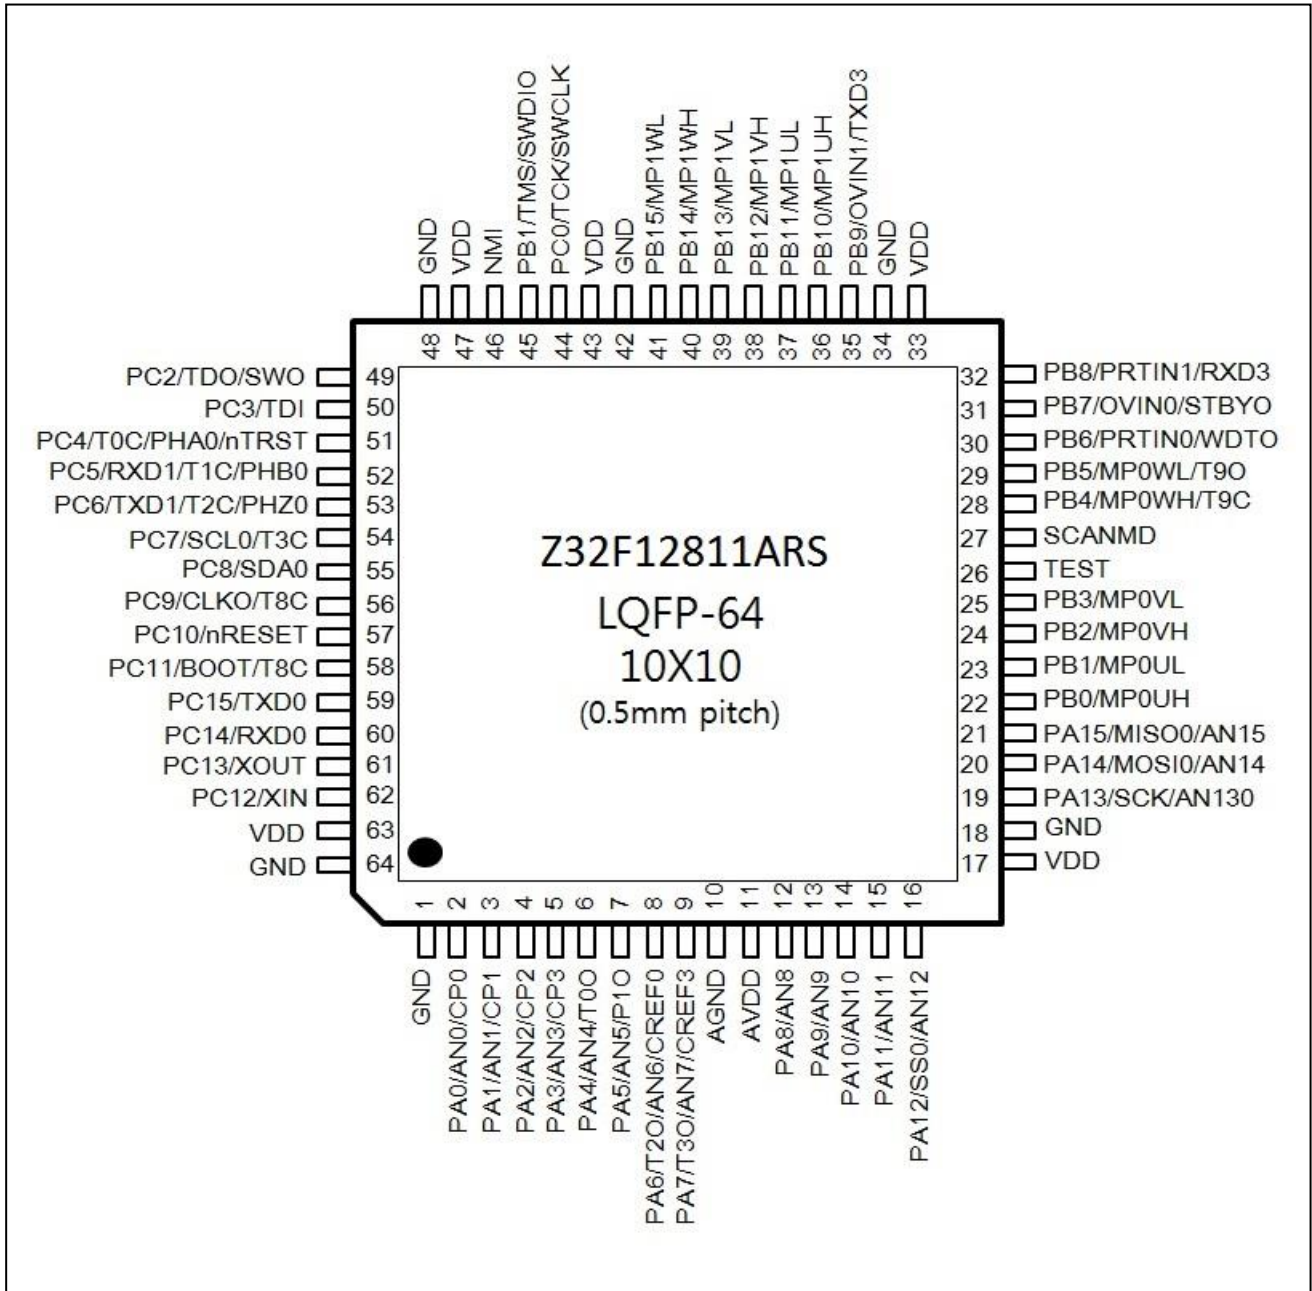 GND
VDD
NMI
PB1/TMS/SWDIO
PC0/TCK/SWCLK
VDD
GND
PB15/MP1WL
PB14/MP1WH
PB13/MP1VL
PB12/MP1VH
PB11/MP1UL
PB10/MP1UH
PB9/OVIN1/TXD3
GND
VDD
48
47
46
45
44
43
42
41
40
39
38
37
36
35
34
33
PC2/TDO/SWO 49
PC3/TDI 50
PC4/T0C/PHA0/nTRST 51
PC5/RXD1/T1C/PHB0 52
PC6/TXD1/T2C/PHZ0 53
PC7/SCL0/T3C 54
PC8/SDA0 55
PC9/CLKO/T8C 56
PC10/nRESET 57
PC11/BOOT/T8C 58
PC15/TXD0 59
PC14/RXD0 60
PC13/XOUT 61
PC12/XIN 62
VDD 63
GND 64
Z32F12811ARS
LQFP-64
10X10
(0.5mm pitch)
32 PB8/PRTIN1/RXD3
31 PB7/OVIN0/STBYO
30 PB6/PRTIN0/WDTO
29 PB5/MP0WL/T9O
28 PB4/MP0WH/T9C
27 SCANMD
26 TEST
25 PB3/MP0VL
24 PB2/MP0VH
23 PB1/MP0UL
22 PB0/MP0UH
21 PA15/MISO0/AN15
20 PA14/MOSI0/AN14
19 PA13/SCK/AN130
18 GND
17 VDD
1
2
3
4
5
6
7
8
9
10
11
12
13
14
15
16
GND
PA0/AN0/CP0
PA1/AN1/CP1
PA2/AN2/CP2
PA3/AN3/CP3
PA4/AN4/T0O
PA5/AN5/P1O
PA6/T2O/AN6/CREF0
PA7/T3O/AN7/CREF3
AGND
AVDD
PA8/AN8
PA9/AN9
PA10/AN10
PA11/AN11
PA12/SS0/AN12